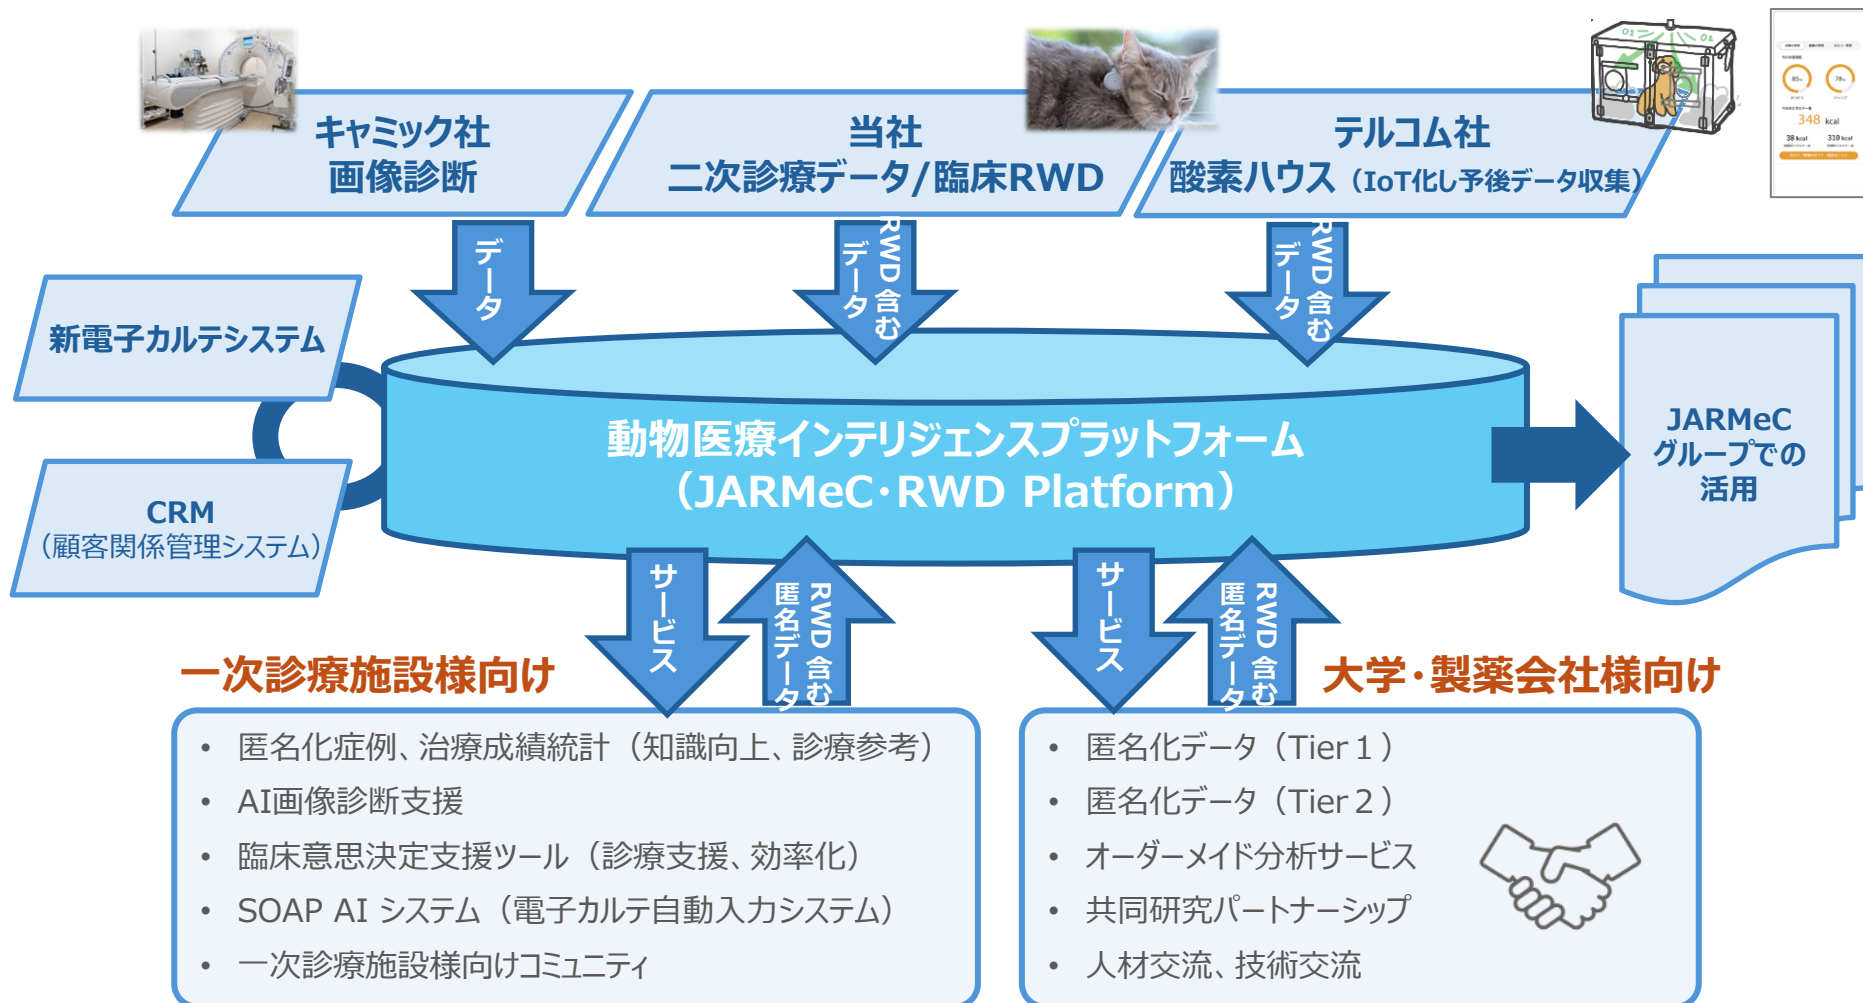 キャミック社
画像診断
当社
二次診療データ/臨床RWD
テルコム社
酸素ハウス（IoT化し予後データ収集）
O2
O2
85%
78%
348 kcal
38 kcal
310 kcal
データ
RWD含む
データ
RWD含む
データ
新電子カルテシステム
CRM
（顧客関係管理システム）
動物医療インテリジェンスプラットフォーム
（JARMeC・RWD Platform）
JARMeC
グループでの
活用
サービス
RWD含む
匿名データ
サービス
RWD含む
匿名データ
一次診療施設様向け
• 匿名化症例、治療成績統計（知識向上、診療参考）
• AI画像診断支援
• 臨床意思決定支援ツール（診療支援、効率化）
• SOAP AI システム（電子カルテ自動入力システム）
• 一次診療施設様向けコミュニティ
大学・製薬会社様向け
• 匿名化データ（Tier１）
• 匿名化データ（Tier２）
• オーダーメイド分析サービス
• 共同研究パートナーシップ
• 人材交流、技術交流